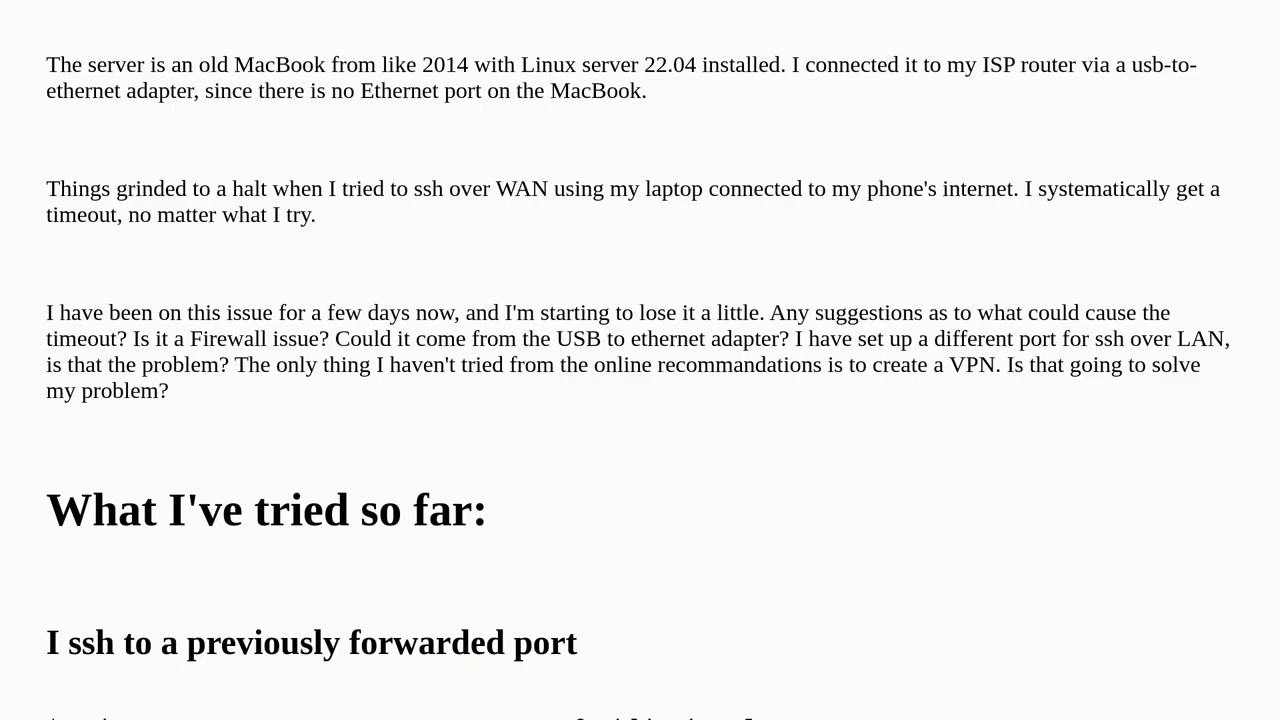 The server is an old MacBook from like 2014 with Linux server 22.04 installed. I connected it to my ISP router via a usb-to-
ethernet adapter, since there is no Ethernet port on the MacBook.
Things grinded to a halt when I tried to ssh over WAN using my laptop connected to my phone's internet. I systematically get a
timeout, no matter what I try.
I have been on this issue for a few days now, and I'm starting to lose it a little. Any suggestions as to what could cause the
timeout? Is it a Firewall issue? Could it come from the USB to ethernet adapter? I have set up a different port for ssh over LAN,
is that the problem? The only thing I haven't tried from the online recommandations is to create a VPN. Is that going to solve
my problem?
What I've tried so far:
I ssh to a previously forwarded port